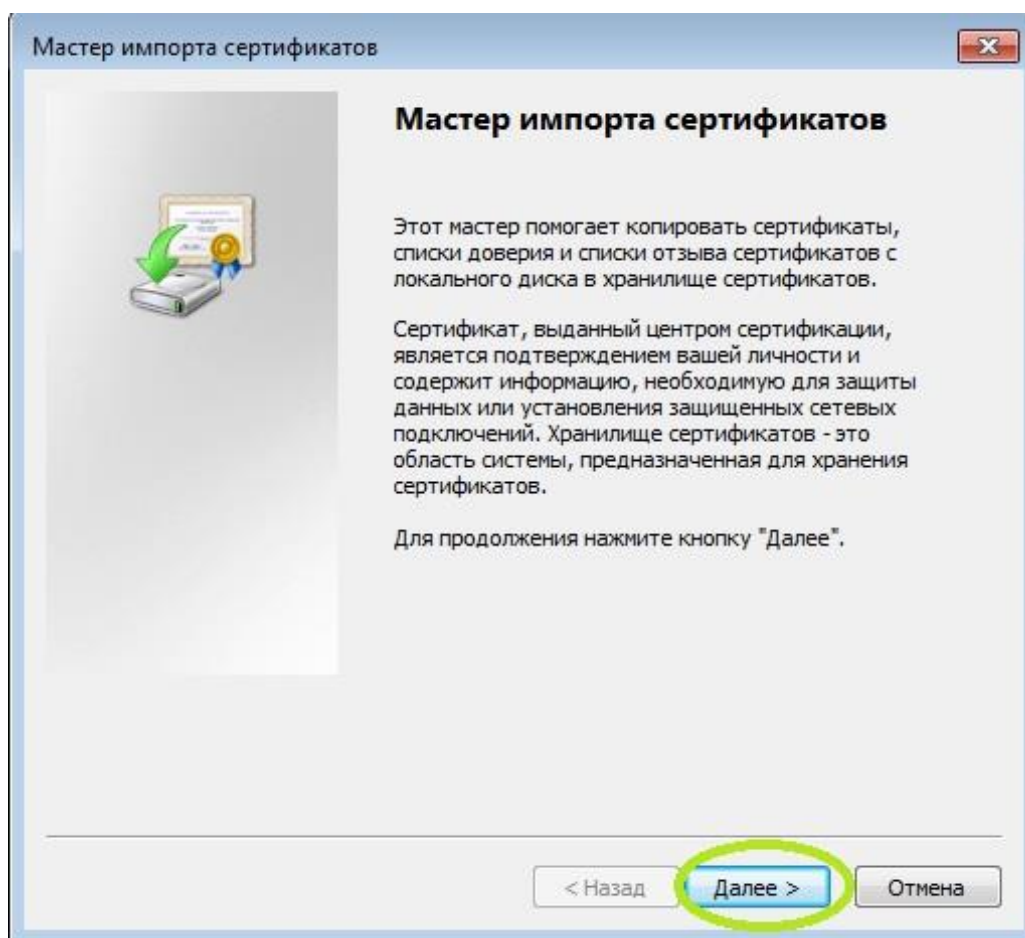 Мастер импорта сертификатов
Мастер импорта сертификатов
Этот мастер помогает копировать сертификаты,
списки доверия и списки отзыва сертификатов с
локального диска в хранилище сертификатов.
Сертификат, выданный центром сертификации,
является подтверждением вашей личности и
содержит информацию, необходимую для защиты
данных или установления защищенных сетевых
подключений. Хранилище сертификатов - это
область системы, предназначенная для хранения
сертификатов.
Для продолжения нажмите кнопку "Далее".
< Назад
Далее >
Отмена